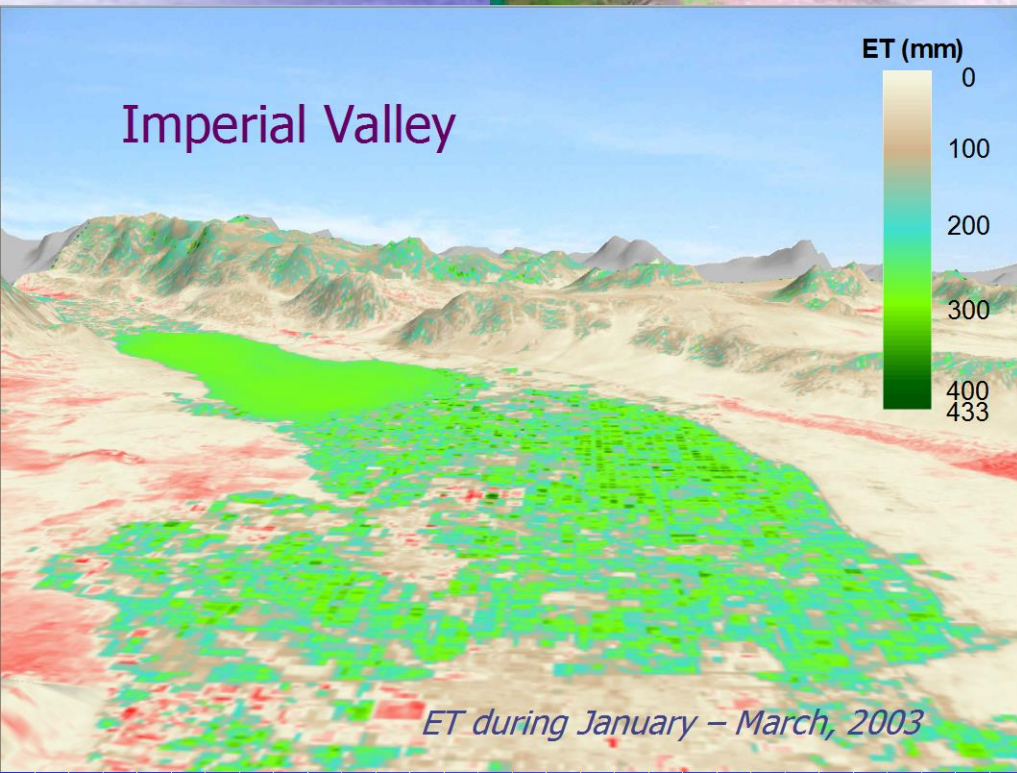 ET (mm)
0
Imperial Valley
100
200
300
400
433
ET during January – March, 2003